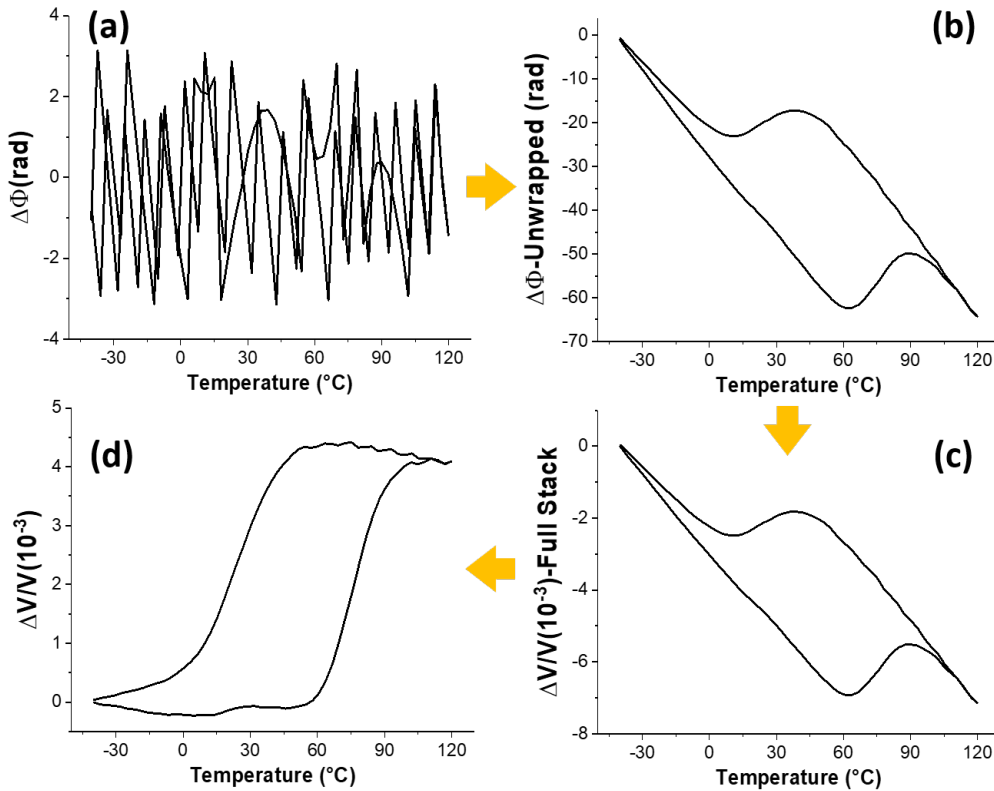 (a)
ΔΦ(rad)
4
2
0
-2
-4
-30 0 30 60 90 120
Temperature (°C)
(b)
ΔΦ-Unwrapped (rad)
0
-10
-20
-30
-40
-50
-60
-70
-30 0 30 60 90 120
Temperature (°C)
(d)
ΔV/V(10⁻³)
5
4
3
2
1
0
-30 0 30 60 90 120
Temperature (°C)
(c)
ΔV/V(10⁻³)-Full Stack
0
-2
-4
-6
-8
-30 0 30 60 90 120
Temperature (°C)